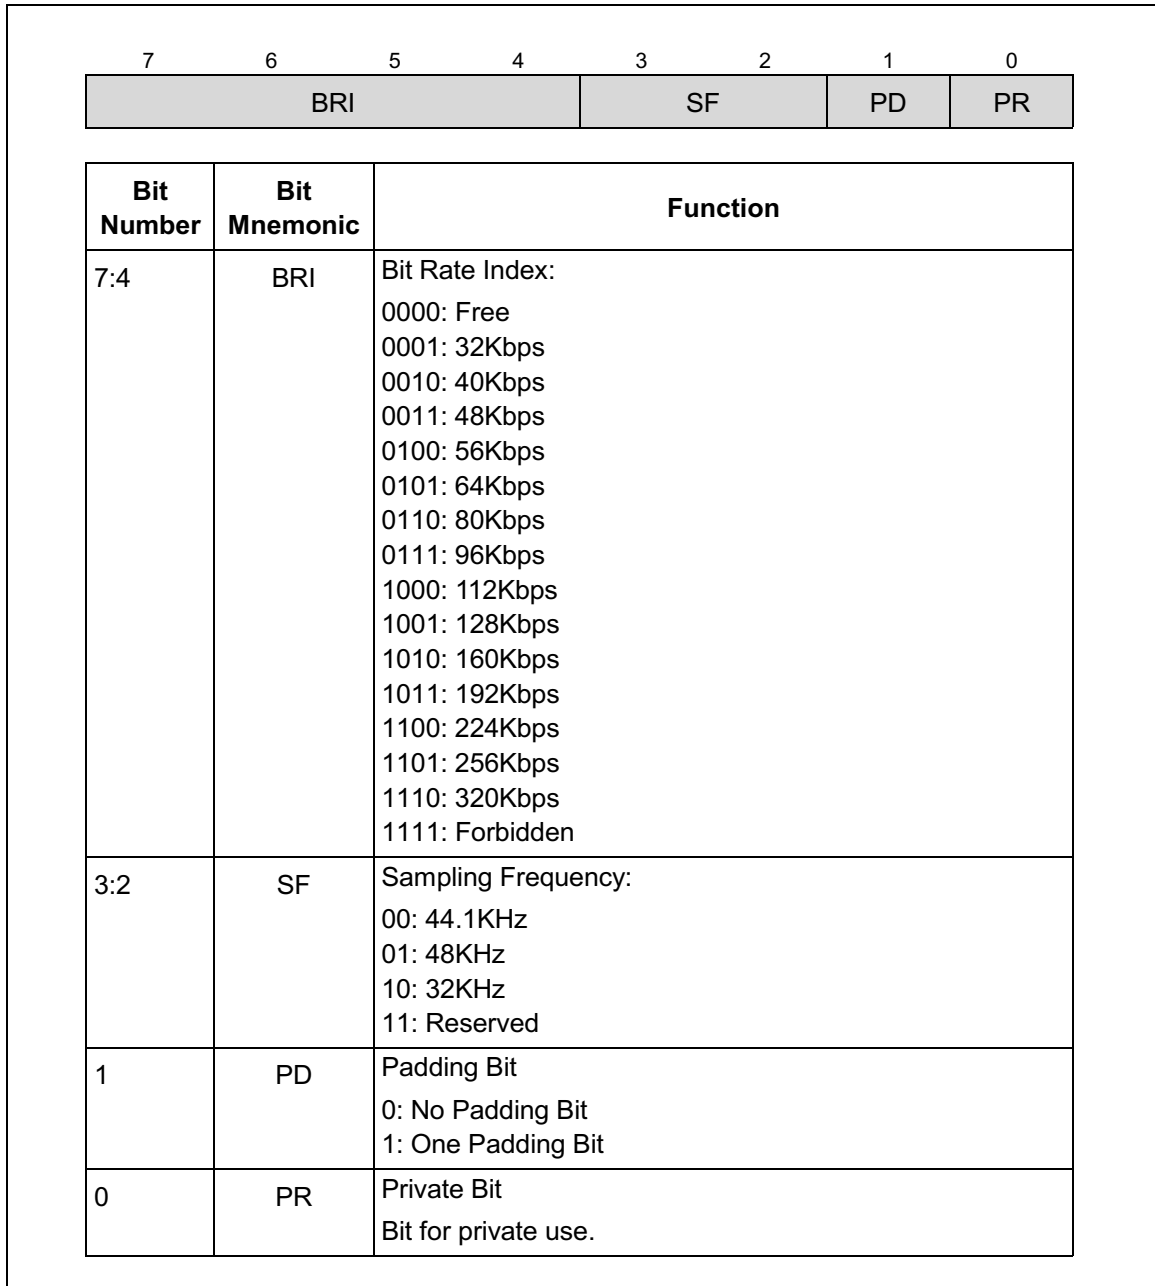 7 6 5 4 3 2 1 0
BRI SF PD PR
Bit Number Bit Mnemonic Function
7:4 BRI Bit Rate Index:
0000: Free
0001: 32Kbps
0010: 40Kbps
0011: 48Kbps
0100: 56Kbps
0101: 64Kbps
0110: 80Kbps
0111: 96Kbps
1000: 112Kbps
1001: 128Kbps
1010: 160Kbps
1011: 192Kbps
1100: 224Kbps
1101: 256Kbps
1110: 320Kbps
1111: Forbidden
3:2 SF Sampling Frequency:
00: 44.1KHz
01: 48KHz
10: 32KHz
11: Reserved
1 PD Padding Bit
0: No Padding Bit
1: One Padding Bit
0 PR Private Bit
Bit for private use.